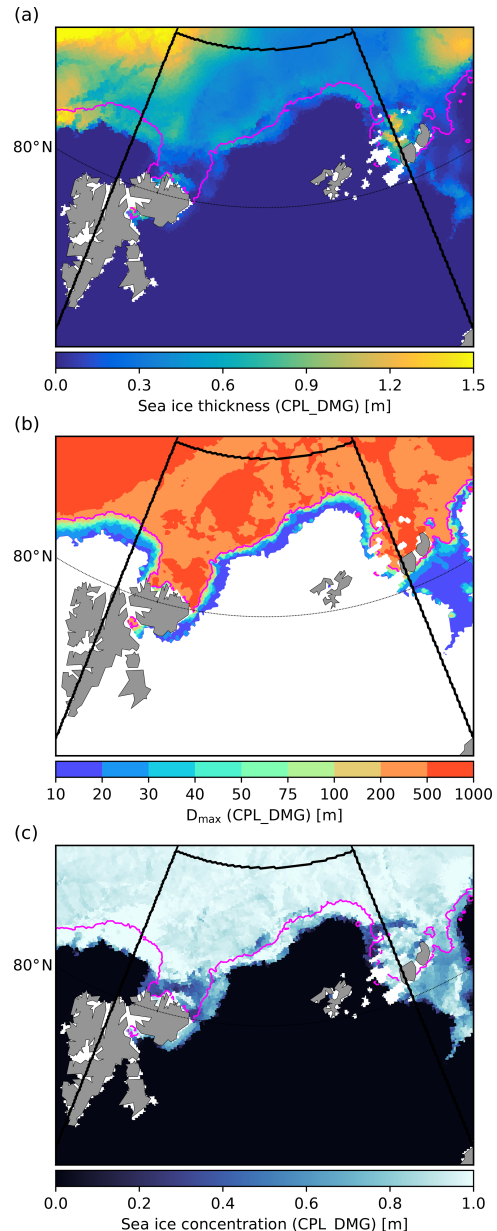 (a)
80°N
0.0 0.3 0.6 0.9 1.2 1.5
Sea ice thickness (CPL_DMG) [m]
(b)
80°N
10 20 30 40 50 75 100 200 500 1000
Dmax (CPL_DMG) [m]
(c)
80°N
0.0 0.2 0.4 0.6 0.8 1.0
Sea ice concentration (CPL_DMG) [m]